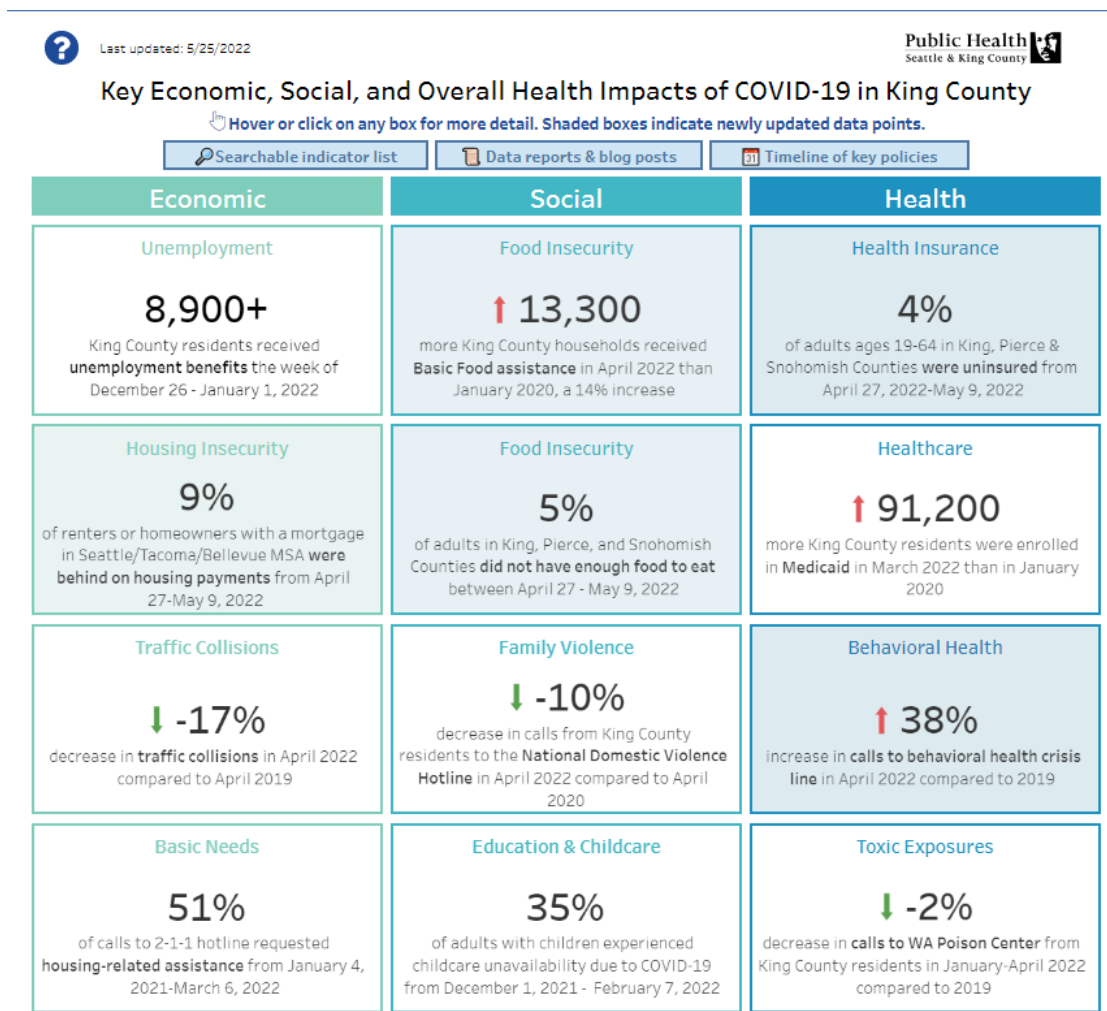 ?
Last updated: 5/25/2022
Public Health
Seattle & King County
Key Economic, Social, and Overall Health Impacts of COVID-19 in King County
Hover or click on any box for more detail. Shaded boxes indicate newly updated data points.
Searchable indicator list
Data reports & blog posts
31 Timeline of key policies
Economic
Social
Health
Unemployment
8,900+
King County residents received
unemployment benefits the week of
December 26 - January 1, 2022
Food Insecurity
13,300
more King County households received
Basic Food assistance in April 2022 than
January 2020, a 14% increase
Health Insurance
4%
of adults ages 19-64 in King, Pierce &
Snohomish Counties were uninsured from
April 27, 2022-May 9, 2022
Housing Insecurity
9%
of renters or homeowners with a mortgage
in Seattle/Tacoma/Bellevue MSA were
behind on housing payments from April
27-May 9, 2022
Food Insecurity
5%
of adults in King, Pierce, and Snohomish
Counties did not have enough food to eat
between April 27 - May 9, 2022
Healthcare
91,200
more King County residents were enrolled
in Medicaid in March 2022 than in January
2020
Traffic Collisions
-17%
decrease in traffic collisions in April 2022
compared to April 2019
Family Violence
-10%
decrease in calls from King County
residents to the National Domestic Violence
Hotline in April 2022 compared to April
2020
Behavioral Health
38%
increase in calls to behavioral health crisis
line in April 2022 compared to 2019
Basic Needs
51%
of calls to 2-1-1 hotline requested
housing-related assistance from January 4,
2021-March 6, 2022
Education & Childcare
35%
of adults with children experienced
childcare unavailability due to COVID-19
from December 1, 2021 - February 7, 2022
Toxic Exposures
-2%
decrease in calls to WA Poison Center from
King County residents in January-April 2022
compared to 2019